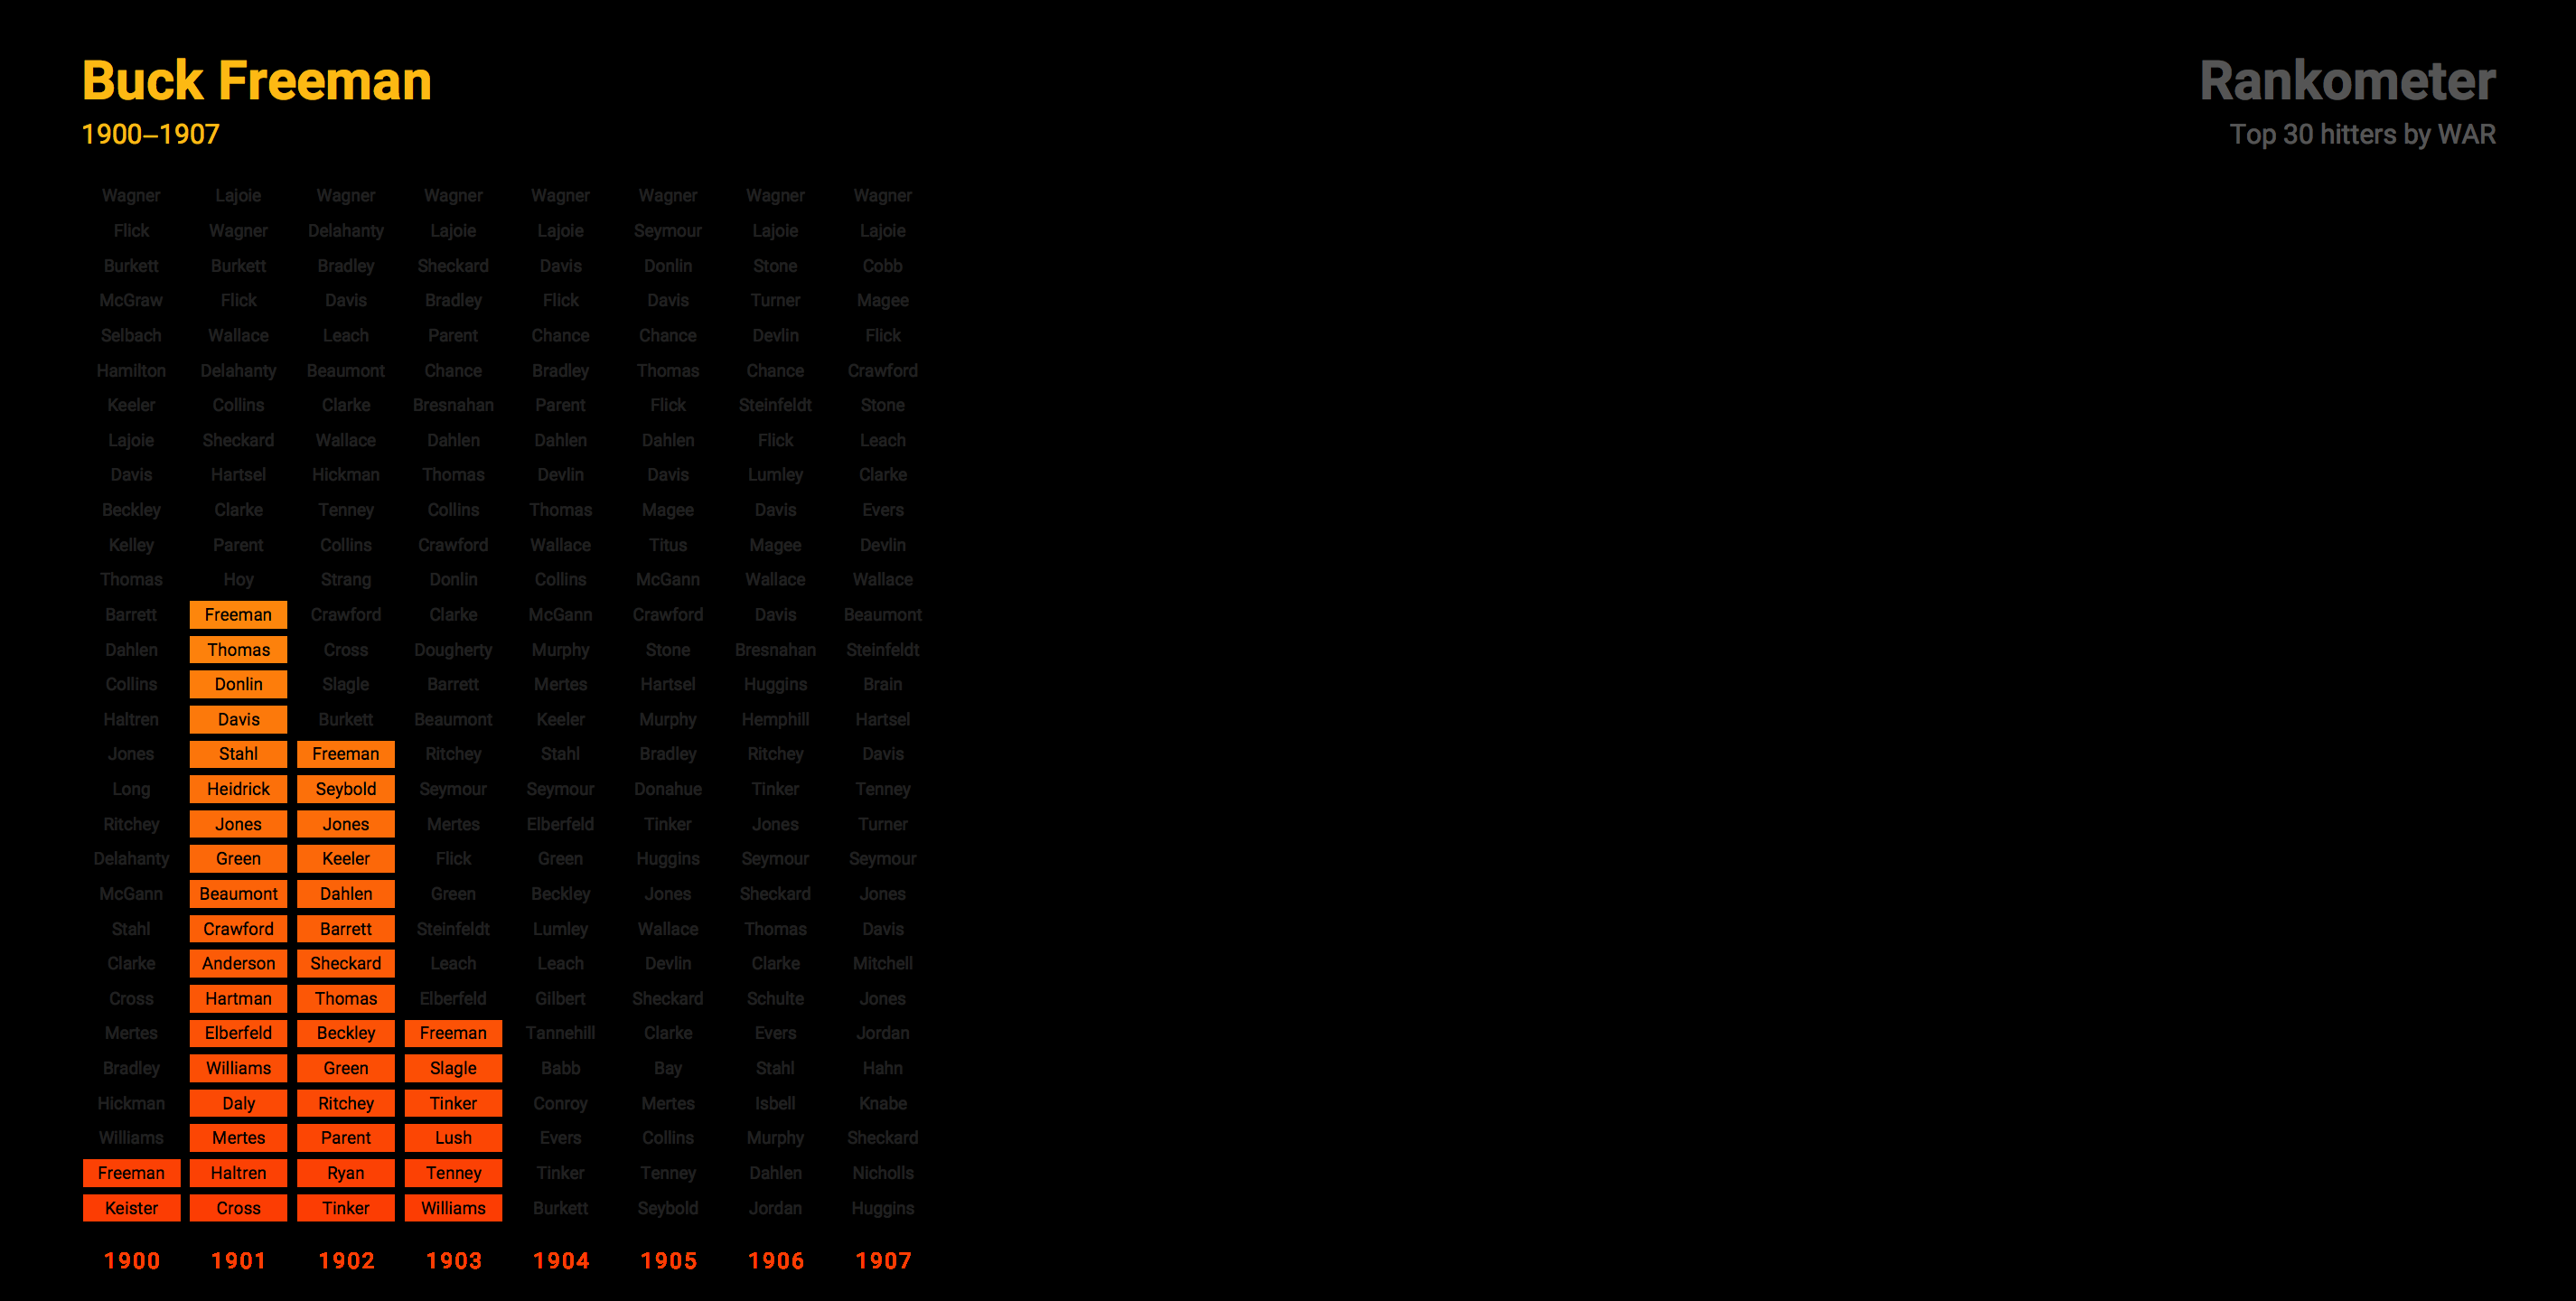 Buck Freeman
1900–1907
Rankometer
Top 30 hitters by WAR
Wagner Lajoie Wagner Wagner Wagner Wagner Wagner Wagner
Flick Wagner Delahanty Lajoie Lajoie Seymour Lajoie Lajoie
Burkett Burkett Bradley Sheckard Davis Donlin Stone Cobb
McGraw Flick Davis Bradley Flick Davis Turner Magee
Selbach Wallace Leach Parent Chance Chance Devlin Flick
Hamilton Delahanty Beaumont Chance Bradley Thomas Chance Crawford
Keeler Collins Clarke Bresnahan Parent Flick Steinfeldt Stone
Lajoie Sheckard Wallace Dahlen Dahlen Dahlen Flick Leach
Davis Hartsel Hickman Thomas Devlin Davis Lumley Clarke
Beckley Clarke Tenney Collins Thomas Magee Davis Evers
Kelley Parent Collins Crawford Wallace Titus Magee Devlin
Thomas Hoy Strang Donlin Collins McGann Wallace Wallace
Barrett Freeman Crawford Clarke McGann Crawford Davis Beaumont
Dahlen Thomas Cross Dougherty Murphy Stone Bresnahan Steinfeldt
Collins Donlin Slagle Barrett Mertes Hartsel Huggins Brain
Haltren Davis Burkett Beaumont Keeler Murphy Hemphill Hartsel
Jones Stahl Freeman Ritchey Stahl Bradley Ritchey Davis
Long Heidrick Seybold Seymour Seymour Donahue Tinker Tenney
Ritchey Jones Jones Mertes Elberfeld Tinker Jones Turner
Delahanty Green Keeler Flick Green Huggins Seymour Seymour
McGann Beaumont Dahlen Green Beckley Jones Sheckard Jones
Stahl Crawford Barrett Steinfeldt Lumley Wallace Thomas Davis
Clarke Anderson Sheckard Leach Leach Devlin Clarke Mitchell
Cross Hartman Thomas Elberfeld Gilbert Sheckard Schulte Jones
Mertes Elberfeld Beckley Freeman Tannehill Clarke Evers Jordan
Bradley Williams Green Slagle Babb Bay Stahl Hahn
Hickman Daly Ritchey Tinker Conroy Mertes Isbell Knabe
Williams Mertes Parent Lush Evers Collins Murphy Sheckard
Freeman Haltren Ryan Tenney Tinker Tenney Dahlen Nicholls
Keister Cross Tinker Williams Burkett Seybold Jordan Huggins
1900 1901 1902 1903 1904 1905 1906 1907